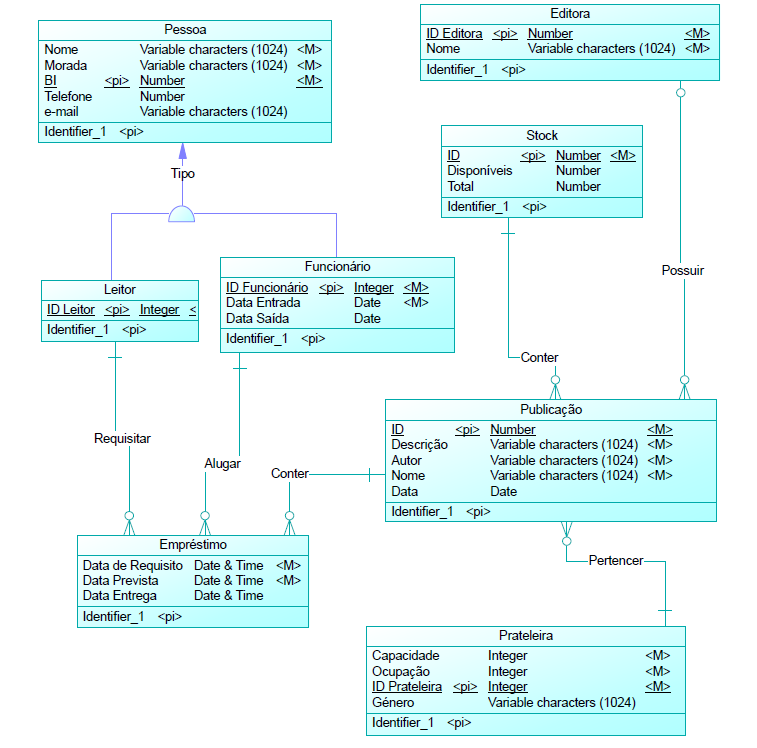 Pessoa
Nome Variable characters (1024) <M>
Morada Variable characters (1024) <M>
BI <pi> Number <M>
Telefone Number
e-mail Variable characters (1024)
Identifier_1 <pi>
Editora
ID Editora <pi> Number <M>
Nome Variable characters (1024) <M>
Identifier_1 <pi>
Stock
ID <pi> Number <M>
Disponíveis Number
Total Number
Identifier_1 <pi>
Tipo
Possuir
Leitor
ID Leitor <pi> Integer <
Identifier_1 <pi>
Funcionário
ID Funcionário <pi> Integer <M>
Data Entrada Date <M>
Data Saída Date
Identifier_1 <pi>
Conter
Publicação
ID <pi> Number <M>
Descrição Variable characters (1024) <M>
Autor Variable characters (1024) <M>
Nome Variable characters (1024) <M>
Data Date
Identifier_1 <pi>
Requisitar
Alugar
Conter
Empréstimo
Data de Requisito Date & Time <M>
Data Prevista Date & Time <M>
Data Entrega Date & Time
Identifier_1 <pi>
Pertencer
Prateleira
Capacidade Integer <M>
Ocupação Integer <M>
ID Prateleira <pi> Integer <M>
Género Variable characters (1024)
Identifier_1 <pi>